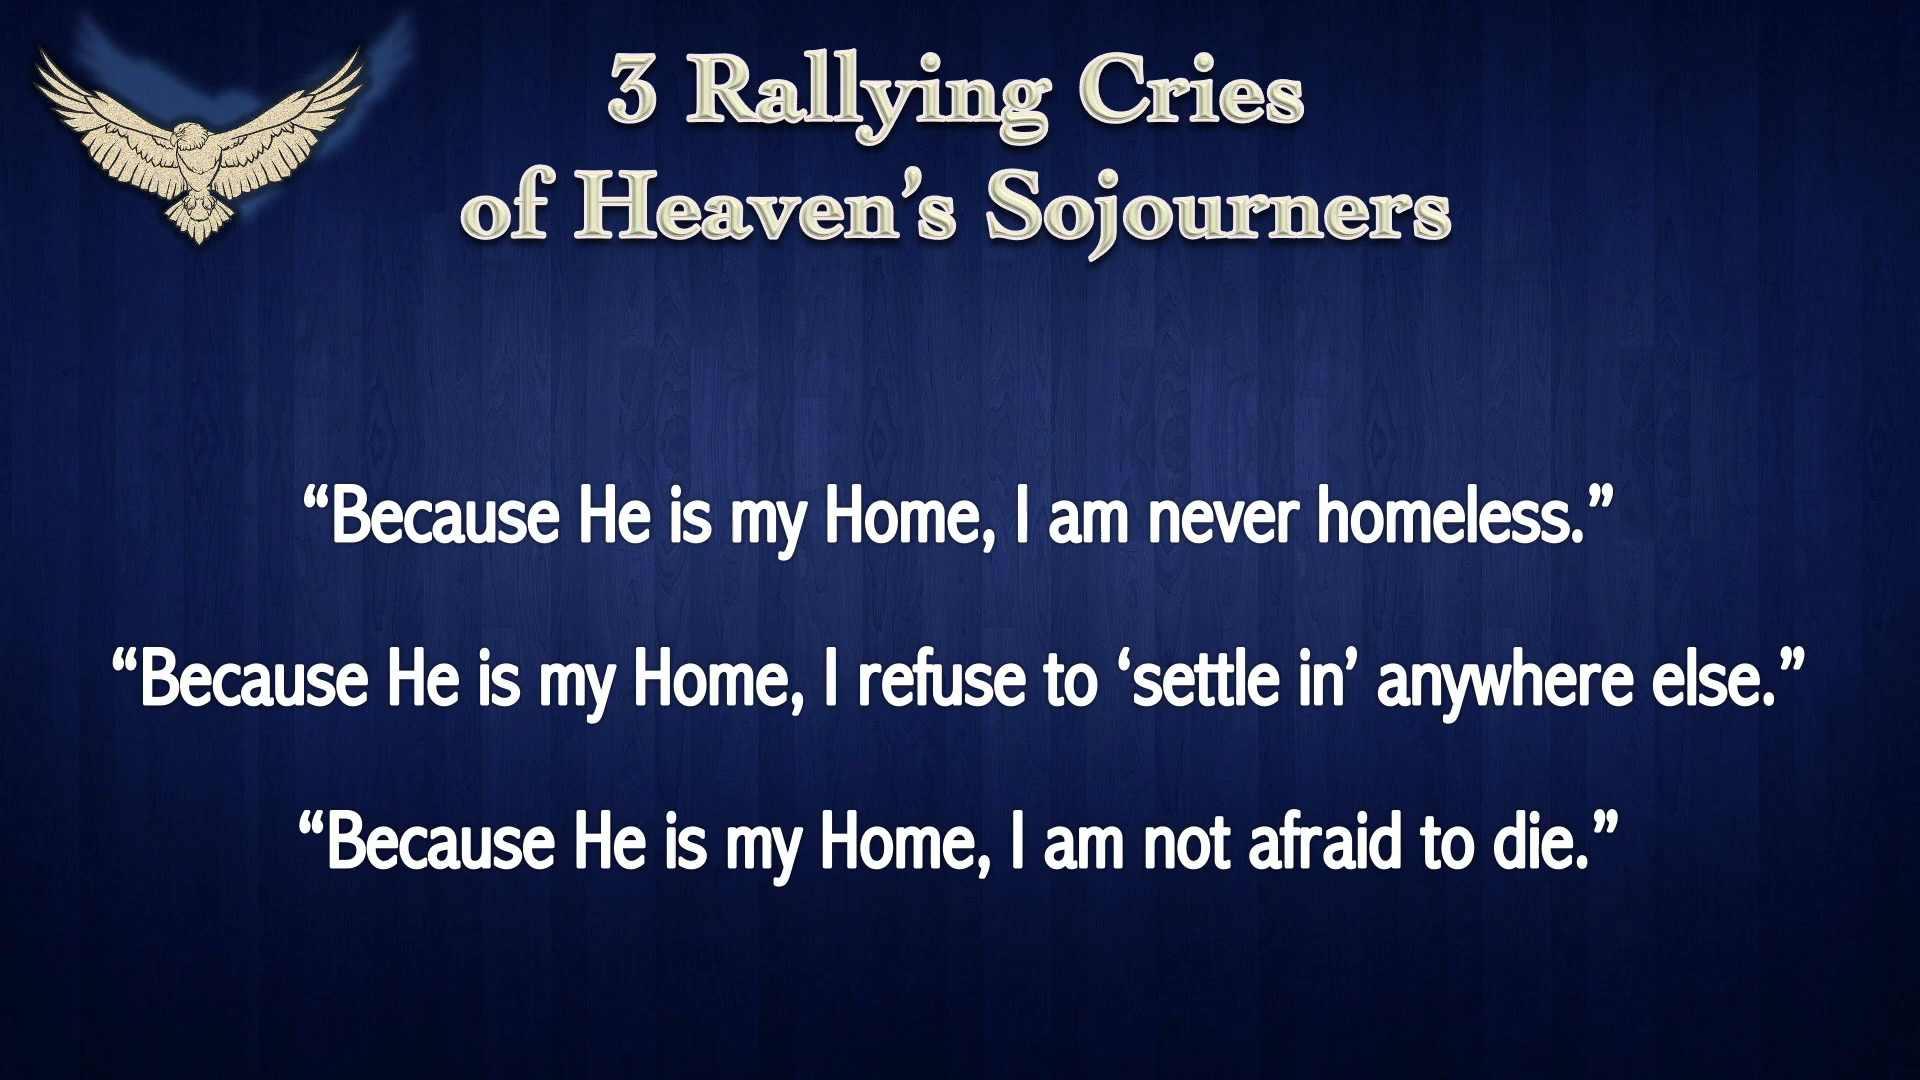 3 Rallying Cries
of Heaven’s Sojourners
“Because He is my Home, I am never homeless.”
“Because He is my Home, I refuse to ‘settle in’ anywhere else.”
“Because He is my Home, I am not afraid to die.”